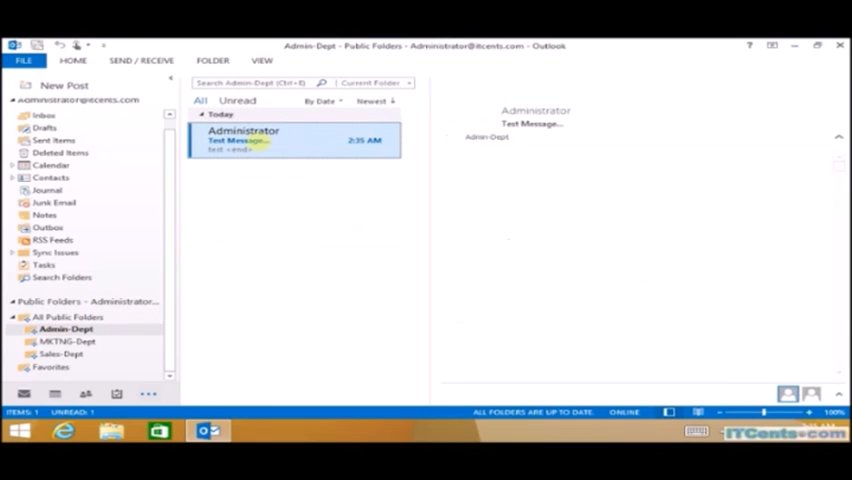 Admin-Dept - Public Folders - Administrator@itcents.com - Outlook
FILE HOME SEND / RECEIVE FOLDER VIEW
New Post
Administrator@itcents.com
Inbox
Drafts
Sent Items
Deleted Items
Calendar
Contacts
Journal
Junk Email
Notes
Outbox
RSS Feeds
Sync Issues
Tasks
Search Folders
Public Folders - Administrator...
All Public Folders
Admin-Dept
MKTNG-Dept
Sales-Dept
Favorites
Search Admin-Dept (Ctrl+E) Current Folder
All Unread By Date Newest
Today
Administrator
Test Message... 2:35 AM
test <end>
Administrator
Test Message...
Admin-Dept
ITEMS: 1 UNREAD: 1 ALL FOLDERS ARE UP TO DATE. ONLINE 100%
ITCents.com